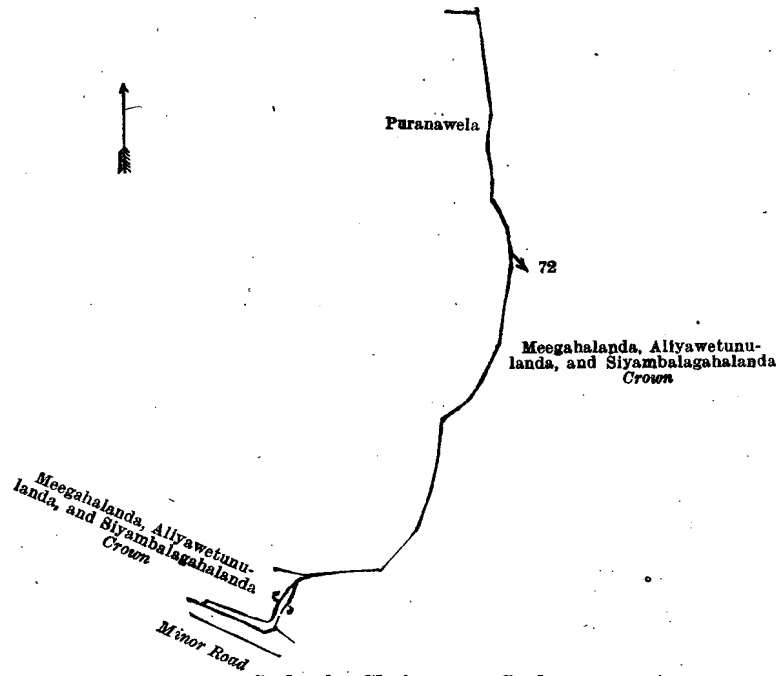 Puranawela
72
Meegahalanda, Aliyawetunu-
landa, and Siyambalagahalanda
Crown
Meegahalanda, Aliyawetunu-
landa, and Siyambalagahalanda
Crown
Minor Road